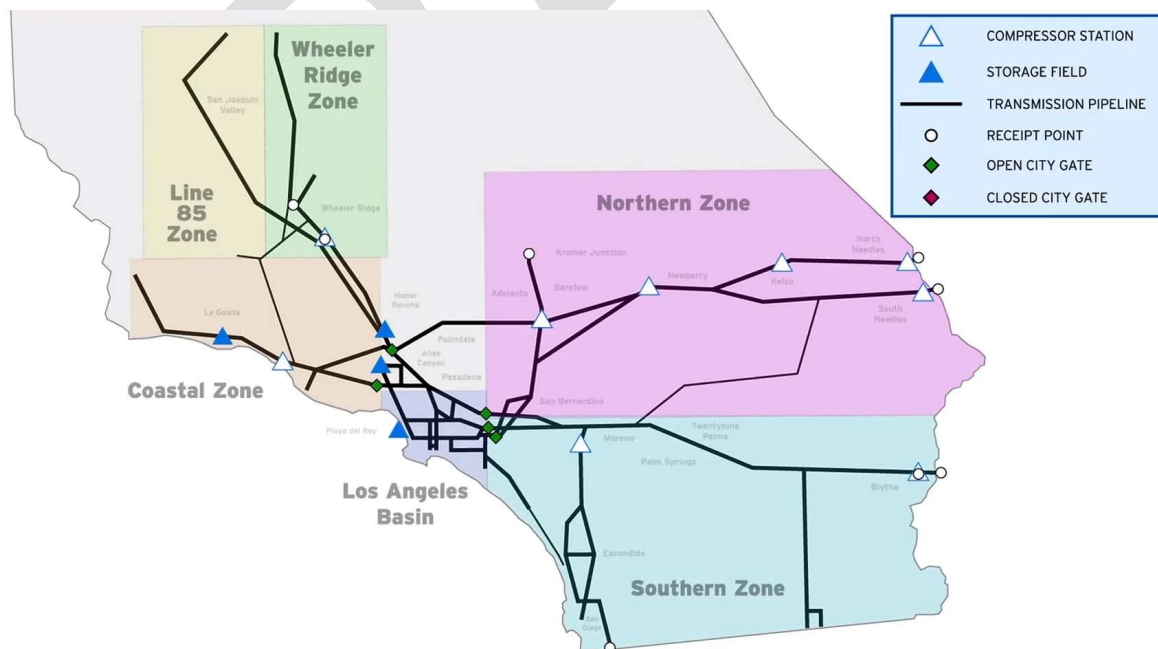 COMPRESSOR STATION
STORAGE FIELD
TRANSMISSION PIPELINE
RECEIPT POINT
OPEN CITY GATE
CLOSED CITY GATE
Wheeler
Ridge
Zone
San Joaquin
Valley
Line
85
Zone
Wheeler Ridge
Northern Zone
Kramer Junction
North
Needles
Newberry
Kelso
Adelanto
Barstow
South
Needles
Honor
Rancho
La Goleta
Palmdale
Aliso
Canyon
Pasadena
Coastal Zone
San Bernardino
Playa del Rey
Moreno
Twentynine
Palms
Palm Springs
Blythe
Los Angeles
Basin
Escondido
Southern Zone
San
Diego